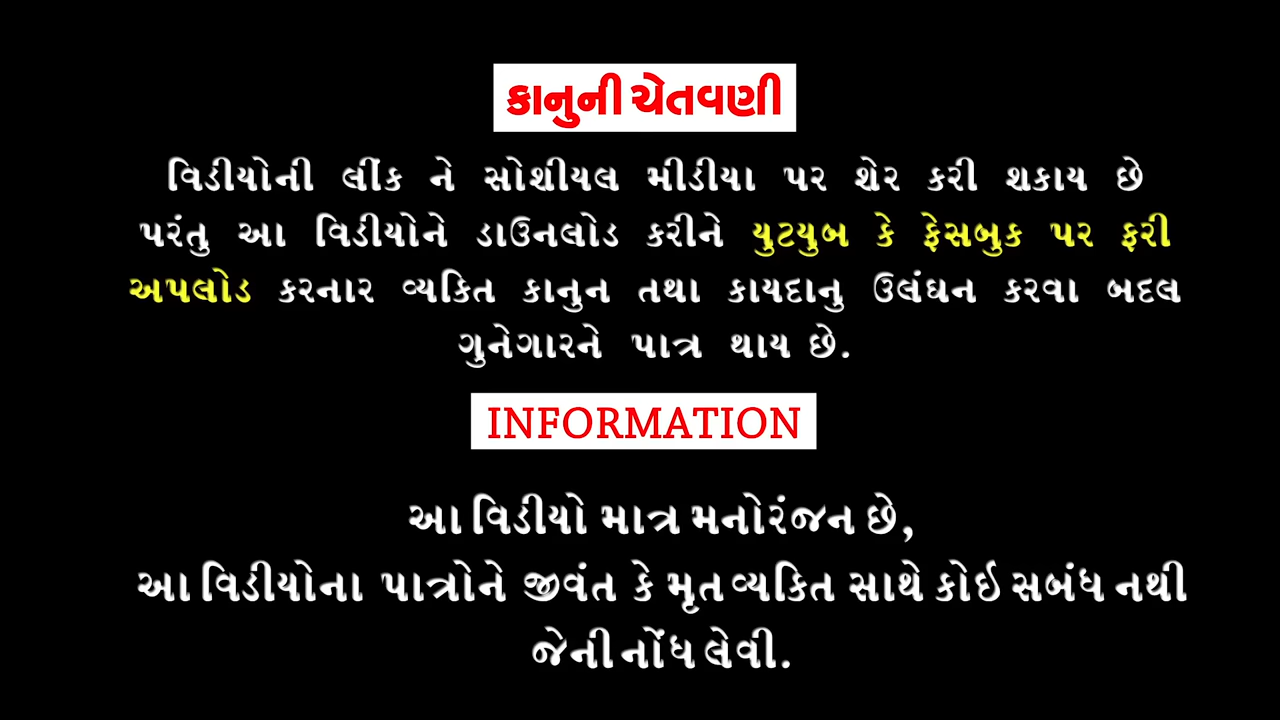 કાનુની ચેતવણી
વિડીયોની લીંક ને સોશીયલ મીડીયા પર શેર કરી શકાય છે
પરંતુ આ વિડીયોને ડાઉનલોડ કરીને યુટયુબ કે ફેસબુક પર ફરી
અપલોડ કરનાર વ્યકિત કાનુન તથા કાયદાનુ ઉલંઘન કરવા બદલ
ગુનેગારને પાત્ર થાય છે.
INFORMATION
આ વિડીયો માત્ર મનોરંજન છે,
આ વિડીયોના પાત્રોને જીવંત કે મૃત વ્યકિત સાથે કોઇ સબંધ નથી
જેની નોંધ લેવી.